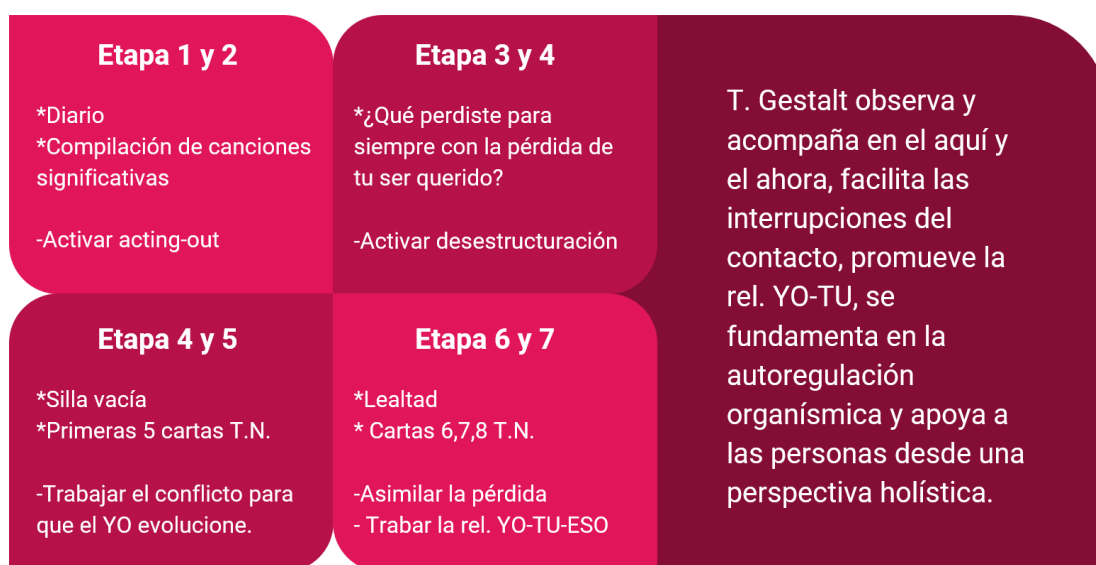 Etapa 1 y 2
*Diario
*Compilación de canciones
significativas
-Activar acting-out
Etapa 3 y 4
*¿Qué perdiste para
siempre con la pérdida de
tu ser querido?
-Activar desestructuración
Etapa 4 y 5
*Silla vacía
*Primeras 5 cartas T.N.
-Trabajar el conflicto para
que el YO evolucione.
Etapa 6 y 7
*Lealtad
* Cartas 6,7,8 T.N.
-Asimilar la pérdida
- Trabar la rel. YO-TU-ESO
T. Gestalt observa y
acompaña en el aquí y
el ahora, facilita las
interrupciones del
contacto, promueve la
rel. YO-TU, se
fundamenta en la
autoregulación
organísmica y apoya a
las personas desde una
perspectiva holística.